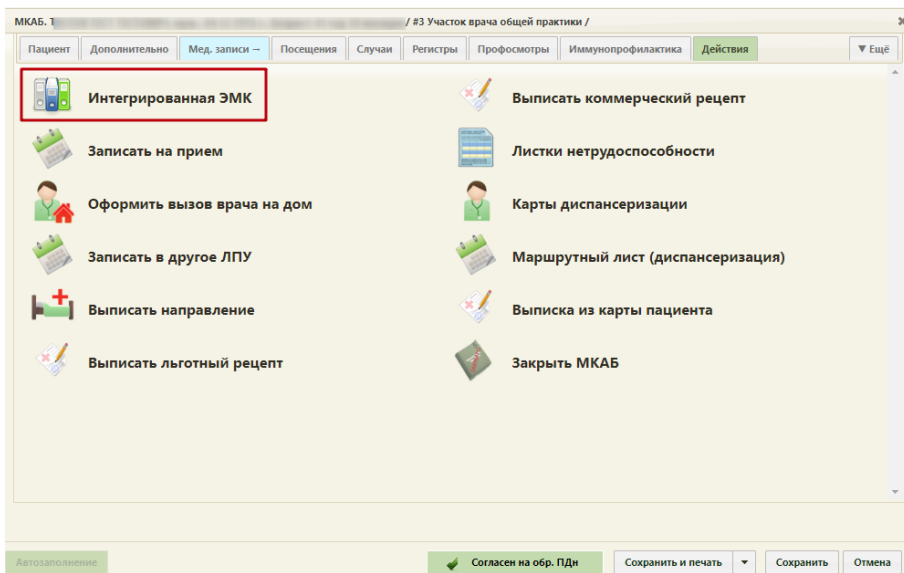 МКАБ. Т / #3 Участок врача общей практики /
Пациент Дополнительно Мед. записи → Посещения Случаи Регистры Профосмотры Иммунопрофилактика Действия ▼ Ещё
Интегрированная ЭМК
Выписать коммерческий рецепт
Записать на прием
Листки нетрудоспособности
Оформить вызов врача на дом
Карты диспансеризации
Записать в другое ЛПУ
Маршрутный лист (диспансеризация)
Выписать направление
Выписка из карты пациента
Выписать льготный рецепт
Закрыть МКАБ
Автозаполнение Согласен на обр. ПДн Сохранить и печать Сохранить Отмена